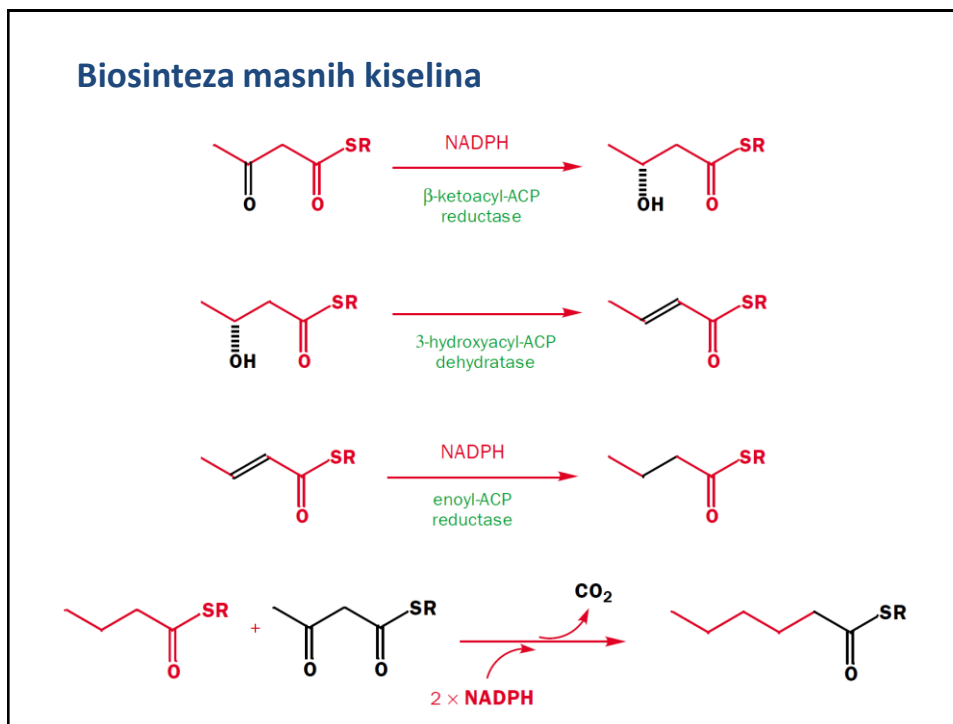 Biosinteza masnih kiselina
SR
O
O
NADPH
β-ketoacyl-ACP
reductase
SR
OH
O
SR
OH
O
3-hydroxyacyl-ACP
dehydratase
SR
O
SR
O
NADPH
enoyl-ACP
reductase
SR
O
SR
O
+
SR
O
O
CO₂
2 × NADPH
SR
O